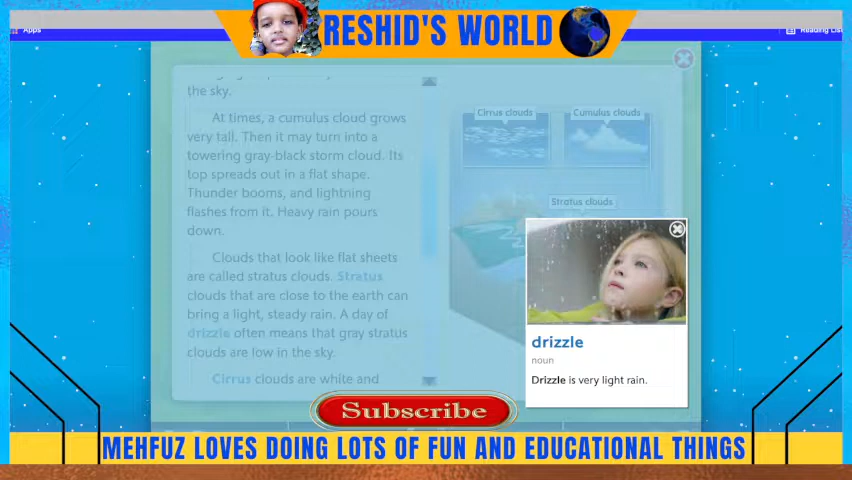 RESHID'S WORLD
Apps
the sky.
At times, a cumulus cloud grows
very tall. Then it may turn into a
towering gray-black storm cloud. Its
top spreads out in a flat shape.
Thunder booms, and lightning
flashes from it. Heavy rain pours
down.
Clouds that look like flat sheets
are called stratus clouds. Stratus
clouds that are close to the earth can
bring a light, steady rain. A day of
drizzle often means that gray stratus
clouds are low in the sky.
Cirrus clouds are white and
Cirrus clouds
Cumulus clouds
Stratus clouds
drizzle
noun
Drizzle is very light rain.
Subscribe
MEHFUZ LOVES DOING LOTS OF FUN AND EDUCATIONAL THINGS